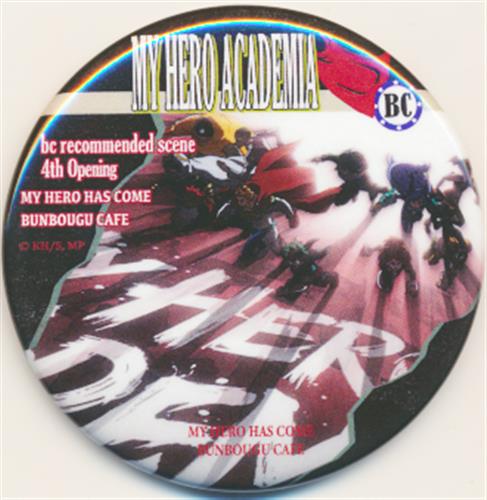 MY HERO ACADEMIA
BC
bc recommended scene
4th Opening
MY HERO HAS COME
BUNBOUGU CAFE
© KH/S, MP
HER
MY HERO HAS COME
BUNBOUGU CAFE